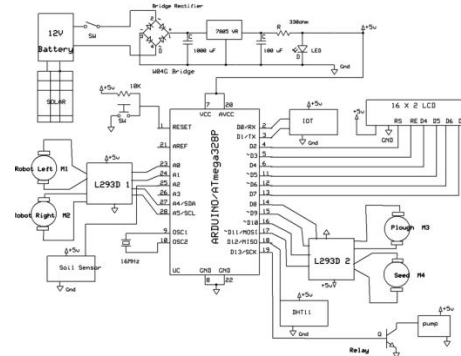 Bridge Rectifier
12V
Battery
SW
7805 VR
330ohm
+5v
C
1000 uF
C
100 uF
R
LED
D
W04G Bridge
Gnd
SOLAR
+5v
10K
SW
7
20
VCC
AVCC
1
RESET
21
AREF
ARDUINO/ATmega328P
D0/RX
2
D1/TX
3
D2
4
~D3
5
D4
6
~D5
11
~D6
12
D7
13
D8
14
~D9
15
~D10
16
~D11/MOSI
17
D12/MISO
18
D13/SCK
19
23
A0
24
A1
25
A2
26
A3
27
A4/SDA
28
A5/SCL
9
OSC1
10
OSC2
16MHz
UC
GND
GND
8
22
+5v
IOT
Gnd
16 X 2 LCD
+5v
GND
RS
RE
D4
D5
D6
D
Robot Left
M1
L293D 1
obot Right
M2
+5v
Soil Sensor
Gnd
L293D 2
+5v
Plough
M3
Seed
M4
+5v
DHT11
Gnd
+5v
pump
Q
Relay
Gnd